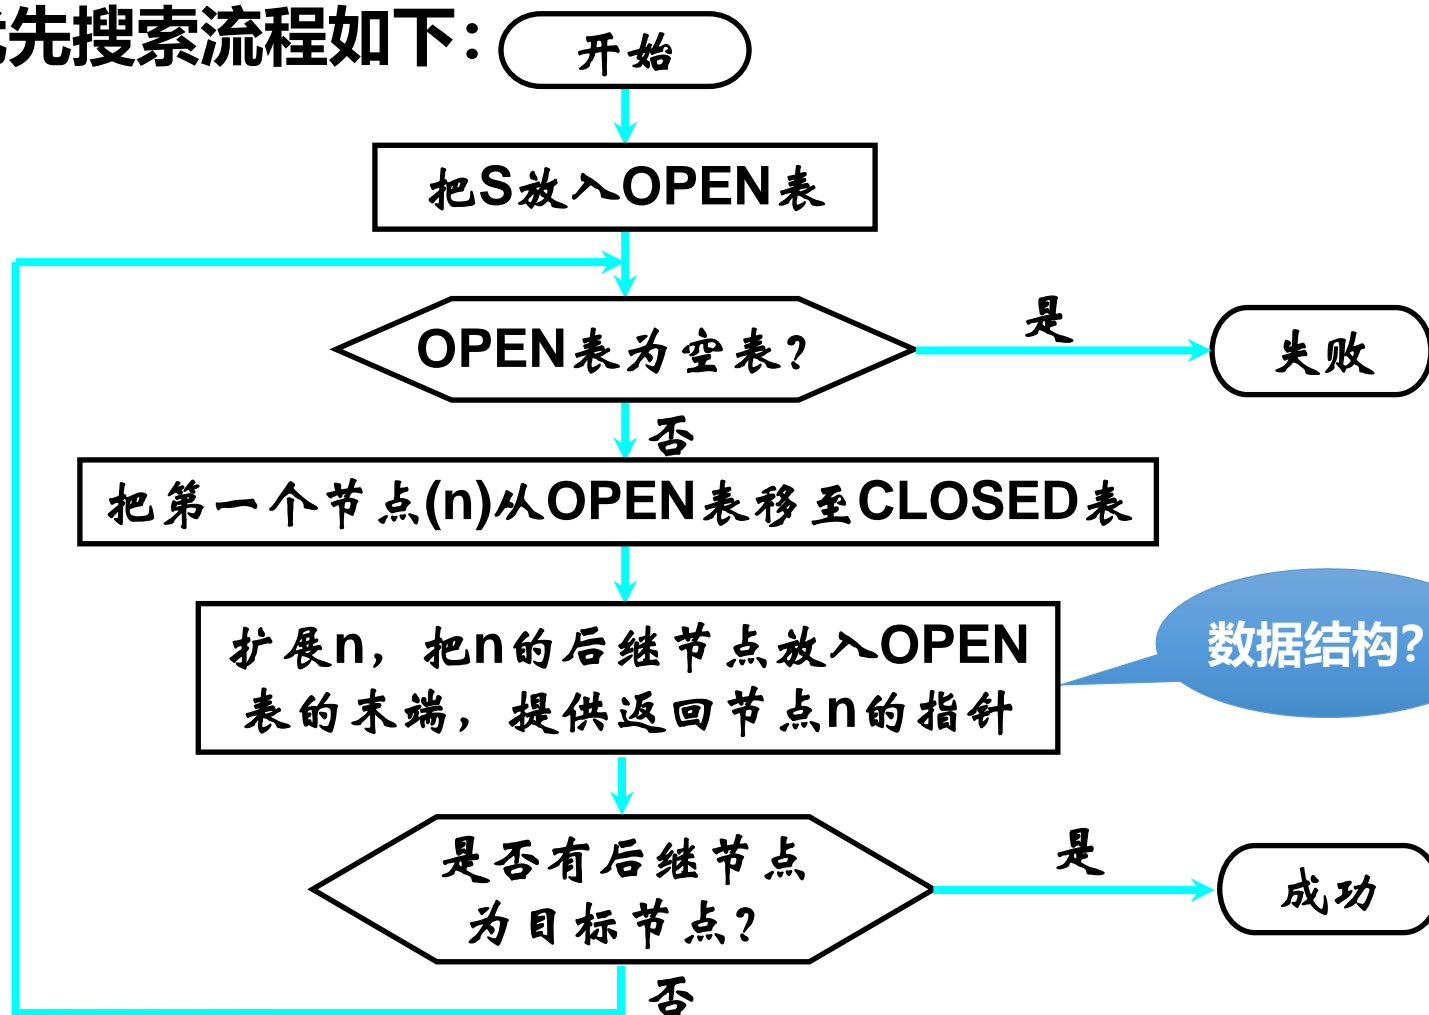 先搜索流程如下：
开始
把S放入OPEN表
OPEN表为空表？
是
失败
否
把第一个节点(n)从OPEN表移至CLOSED表
扩展n，把n的后继节点放入OPEN
表的末端，提供返回节点n的指针
数据结构?
是否有后继节点
为目标节点？
是
成功
否